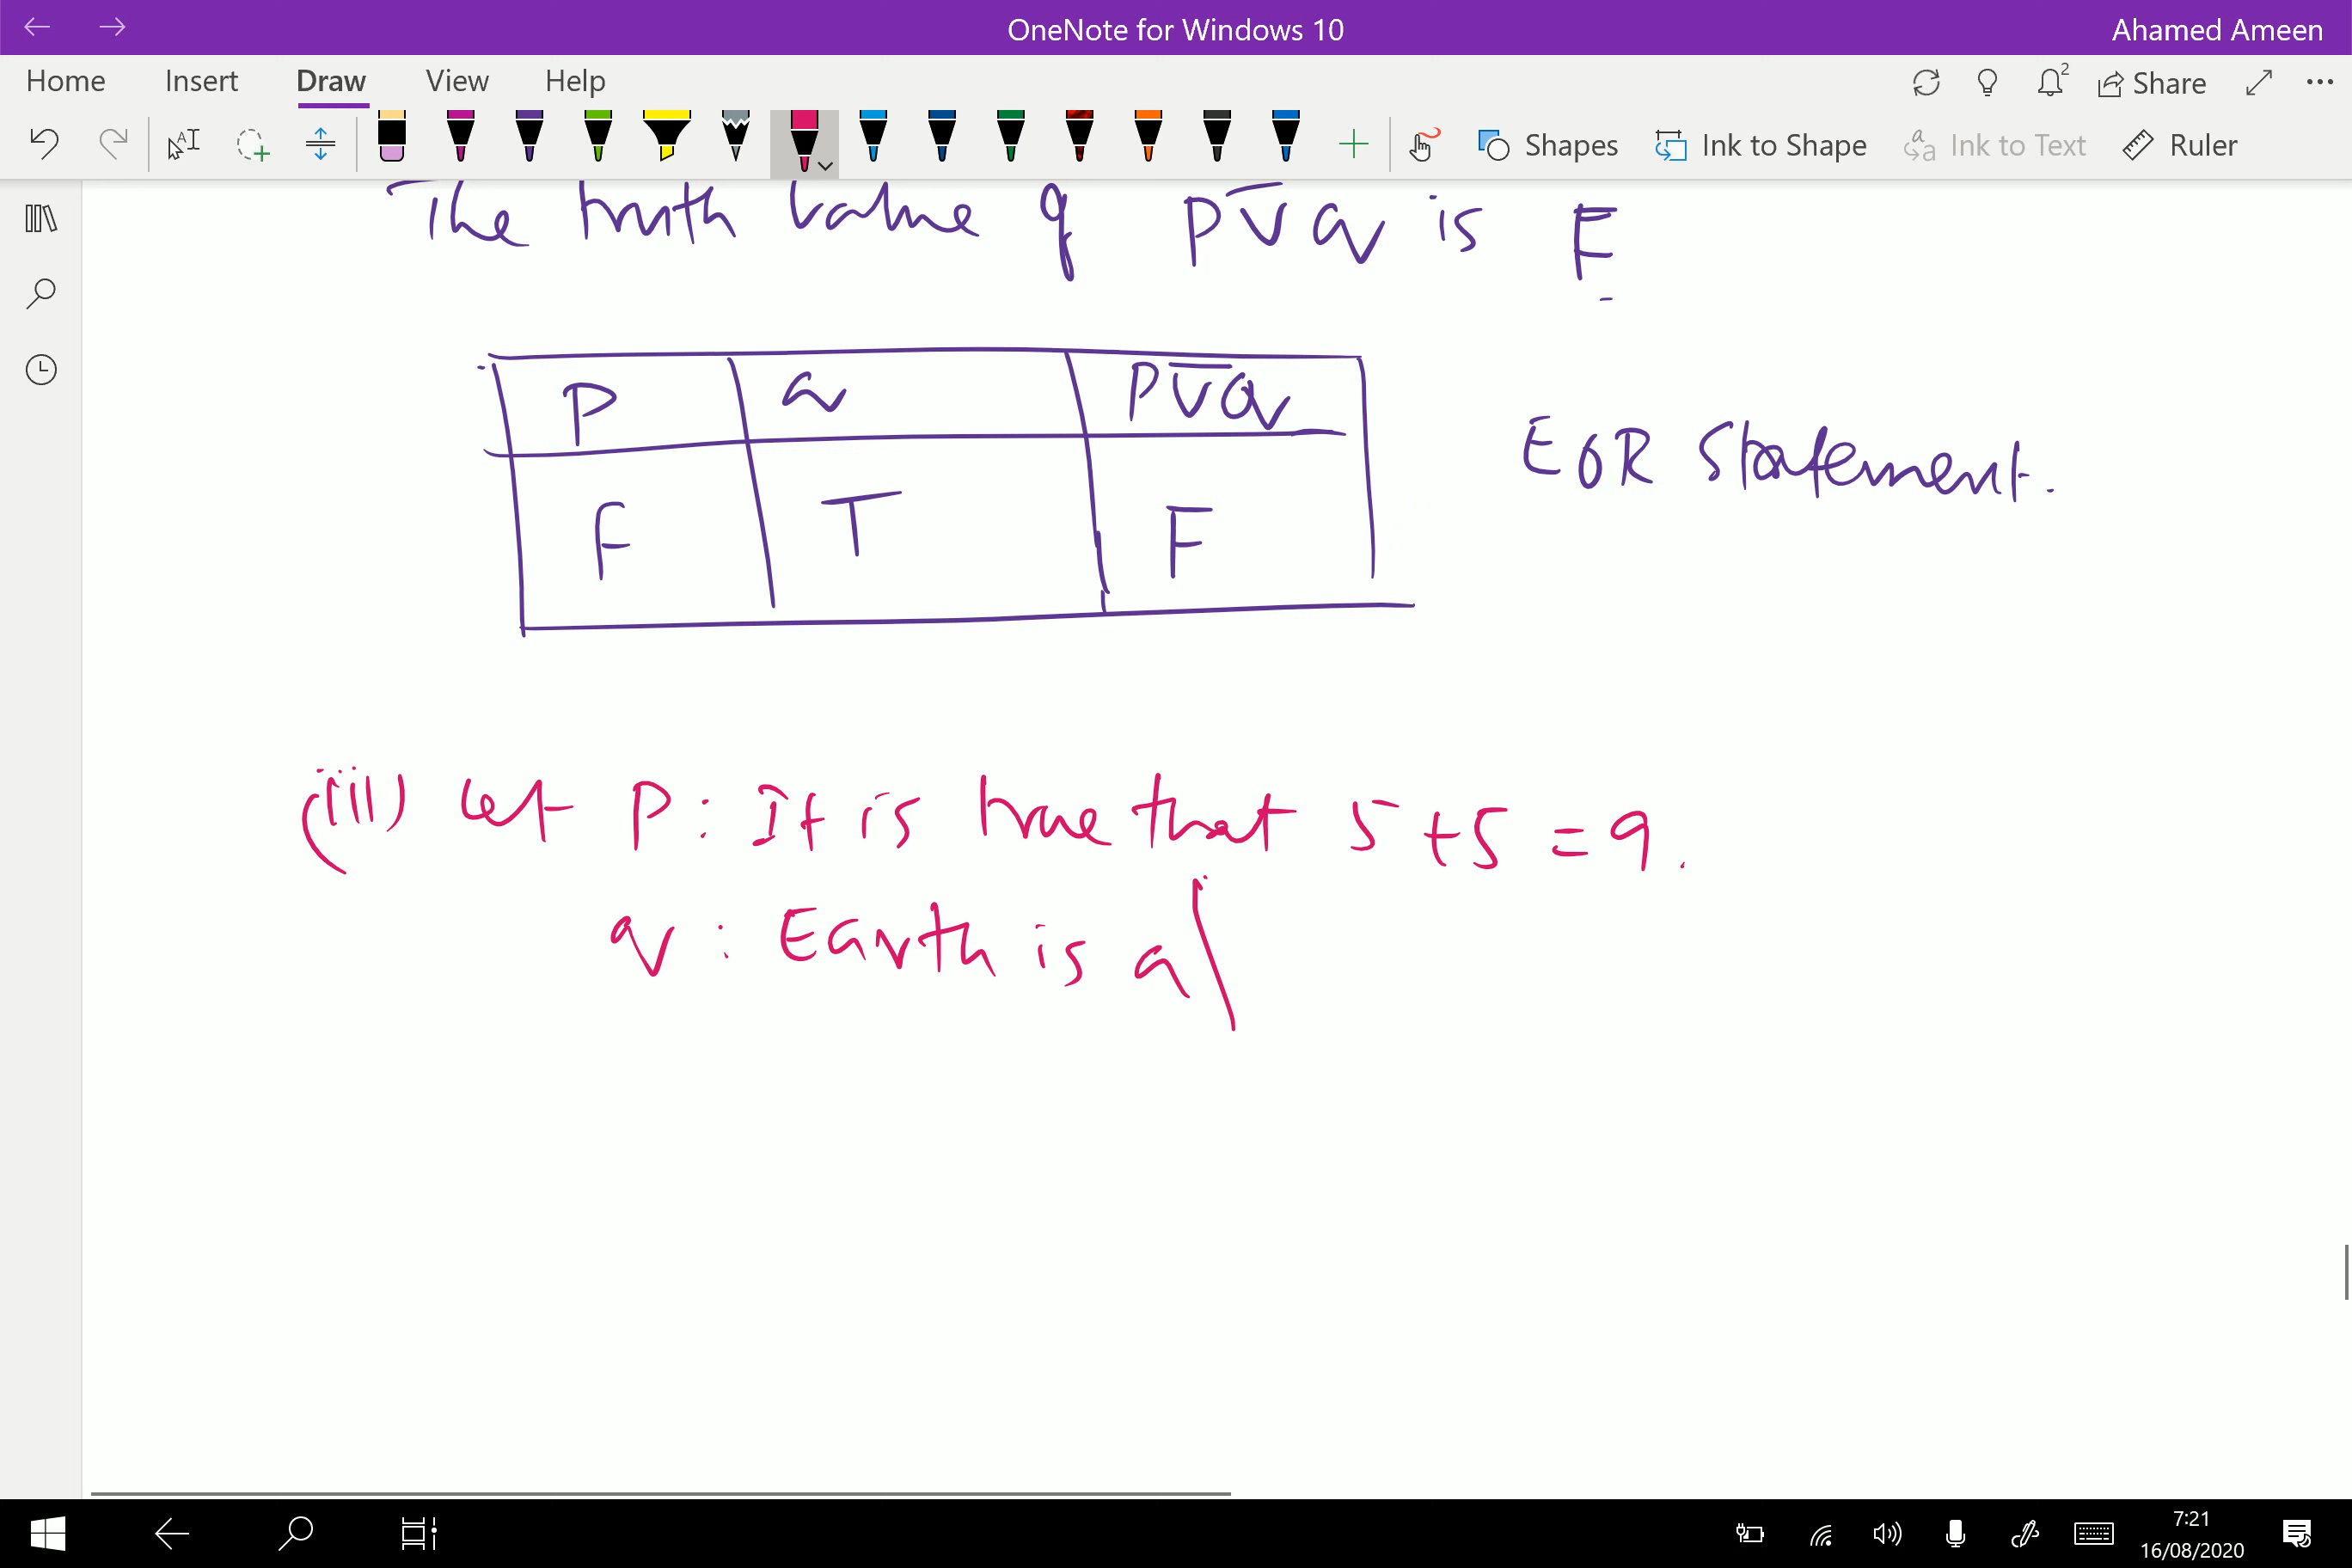 OneNote for Windows 10
Ahamed Ameen
Home Insert Draw View Help
2 Share
Shapes Ink to Shape Ink to Text Ruler
The truth value of p⊻q is F
P q P⊻q
F T F
EOR Statement.
(iii) Let P: It is true that 5+5 = 9.
q : Earth is a
7:21
16/08/2020